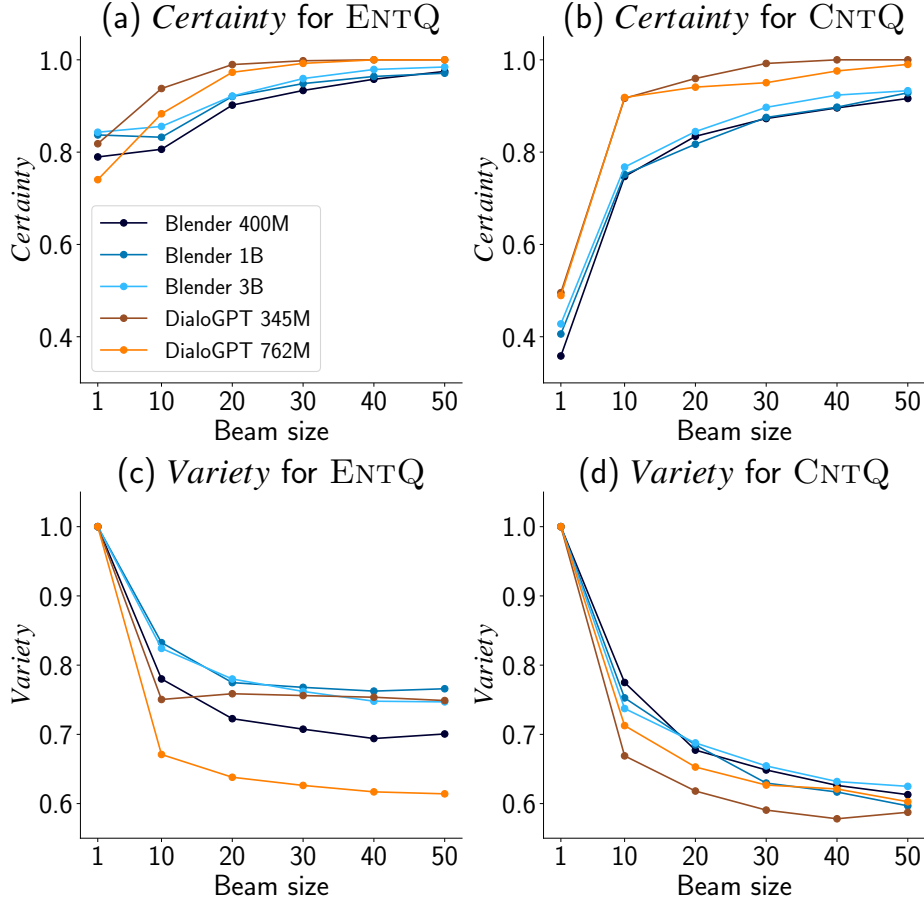 (a) Certainty for ENTQ
(b) Certainty for CNTQ
1.0
0.8
0.6
0.4
Certainty
Blender 400M
Blender 1B
Blender 3B
DialoGPT 345M
DialoGPT 762M
1 10 20 30 40 50
Beam size
1.0
0.8
0.6
0.4
Certainty
1 10 20 30 40 50
Beam size
(c) Variety for ENTQ
(d) Variety for CNTQ
1.0
0.9
0.8
0.7
0.6
Variety
1 10 20 30 40 50
Beam size
1.0
0.9
0.8
0.7
0.6
Variety
1 10 20 30 40 50
Beam size